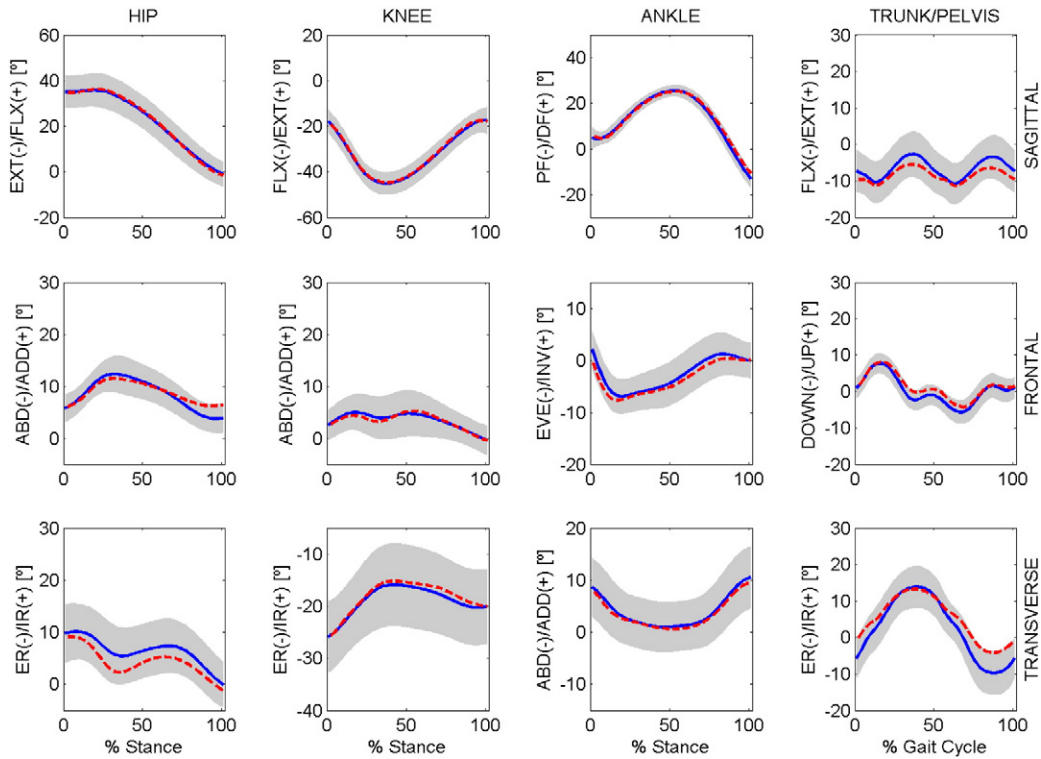 HIP KNEE ANKLE TRUNK/PELVIS
EXT(-)/FLX(+) [º]
60
40
20
0
-20
0 50 100
FLX(-)/EXT(+) [º]
20
0
-20
-40
-60
0 50 100
PF(-)/DF(+) [º]
40
20
0
-20
0 50 100
FLX(-)/EXT(+) [º]
30
20
10
0
-10
-20
-30
0 50 100
SAGITTAL
ABD(-)/ADD(+) [º]
30
20
10
0
0 50 100
ABD(-)/ADD(+) [º]
30
20
10
0
0 50 100
EVE(-)/INV(+) [º]
10
0
-10
-20
0 50 100
DOWN(-)/UP(+) [º]
30
20
10
0
-10
-20
0 50 100
FRONTAL
ER(-)/IR(+) [º]
30
20
10
0
0 50 100
% Stance
ER(-)/IR(+) [º]
-10
-20
-30
-40
0 50 100
% Stance
ABD(-)/ADD(+) [º]
20
10
0
-10
0 50 100
% Stance
ER(-)/IR(+) [º]
30
20
10
0
-10
-20
0 50 100
% Gait Cycle
TRANSVERSE